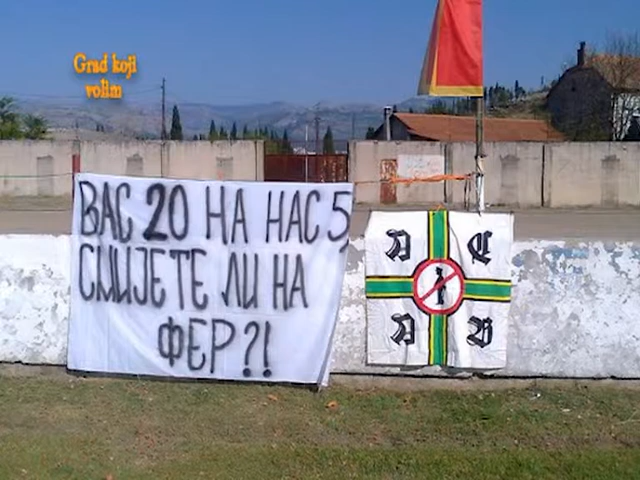 Grad koji
volim
ВАС 20 НА НАС 5
СМИЈЕТЕ ЛИ НА
ФЕР?!
A C
A B